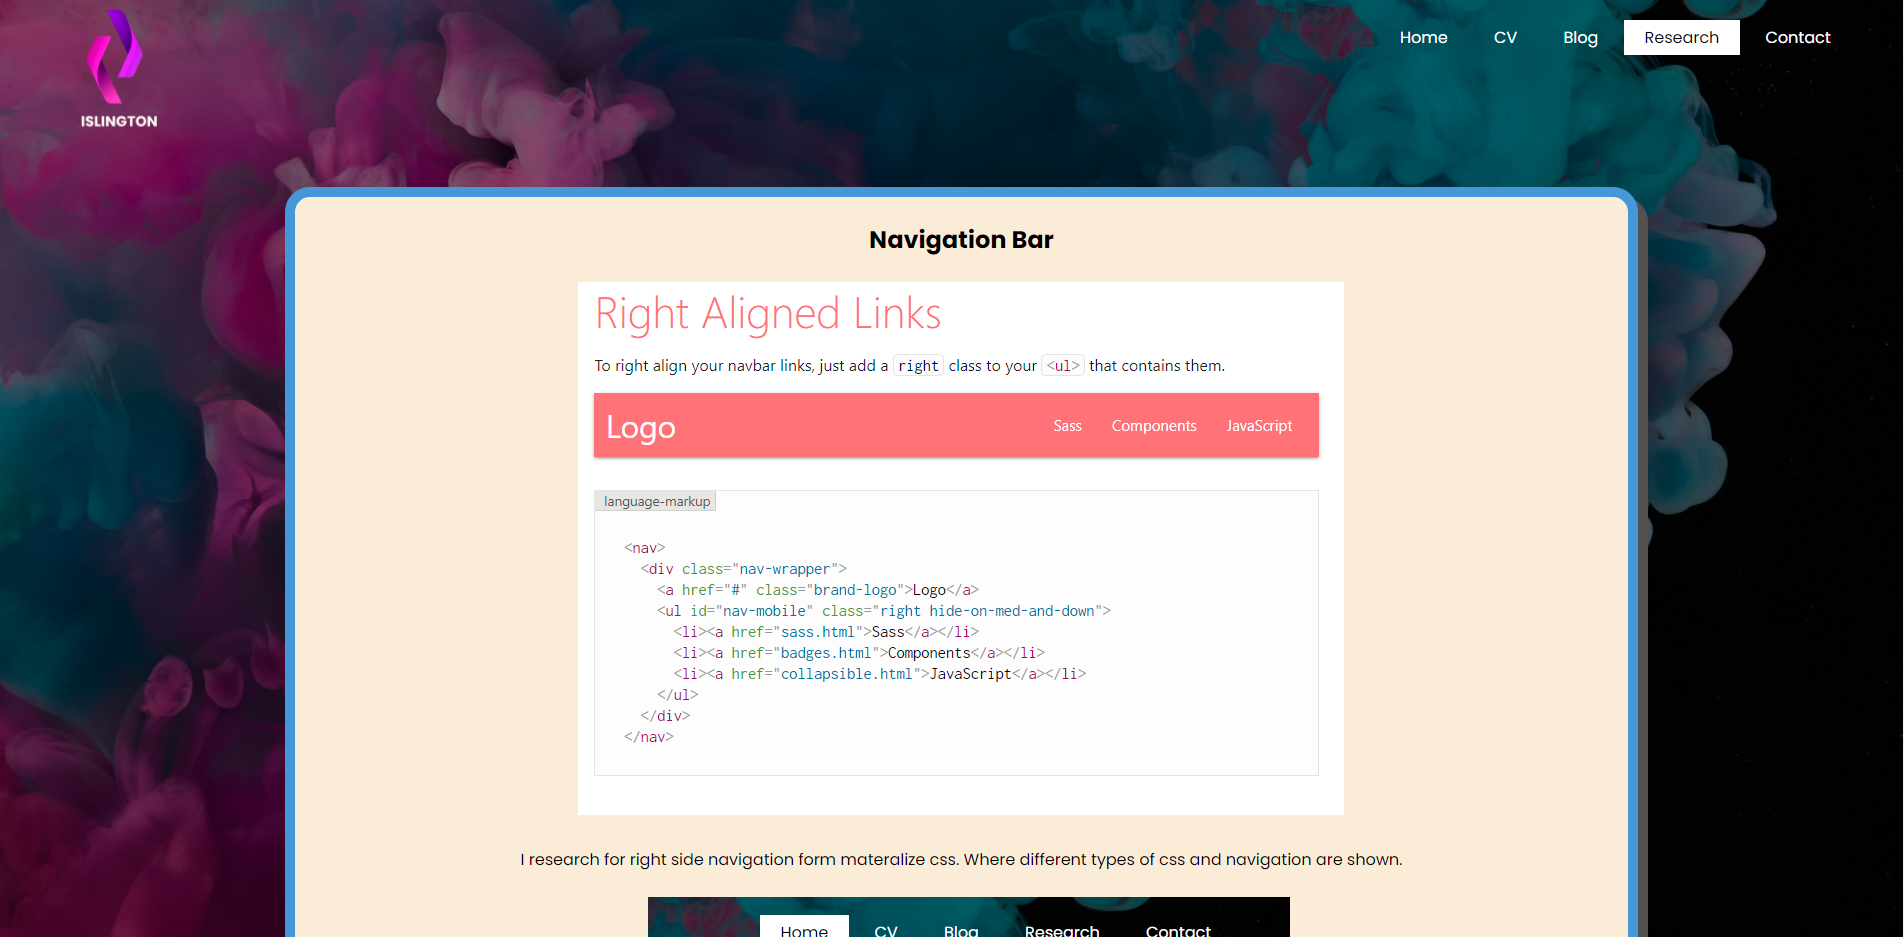 Home CV Blog Research Contact
ISLINGTON
Navigation Bar
Right Aligned Links
To right align your navbar links, just add a right class to your <ul> that contains them.
Logo Sass Components JavaScript
language-markup
<nav>
<div class="nav-wrapper">
<a href="#" class="brand-logo">Logo</a>
<ul id="nav-mobile" class="right hide-on-med-and-down">
<li><a href="sass.html">Sass</a></li>
<li><a href="badges.html">Components</a></li>
<li><a href="collapsible.html">JavaScript</a></li>
</ul>
</div>
</nav>
I research for right side navigation form materalize css. Where different types of css and navigation are shown.
Home CV Blog Research Contact